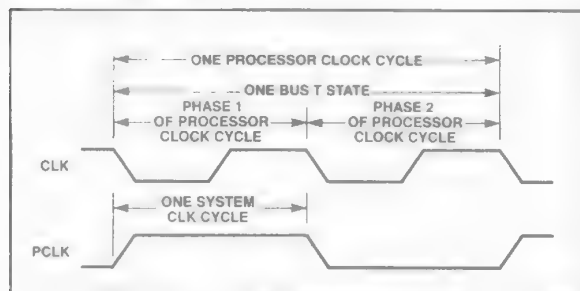 ONE PROCESSOR CLOCK CYCLE
ONE BUS T STATE
PHASE 1
OF PROCESSOR
CLOCK CYCLE
PHASE 2
OF PROCESSOR
CLOCK CYCLE
CLK
ONE SYSTEM
CLK CYCLE
PCLK